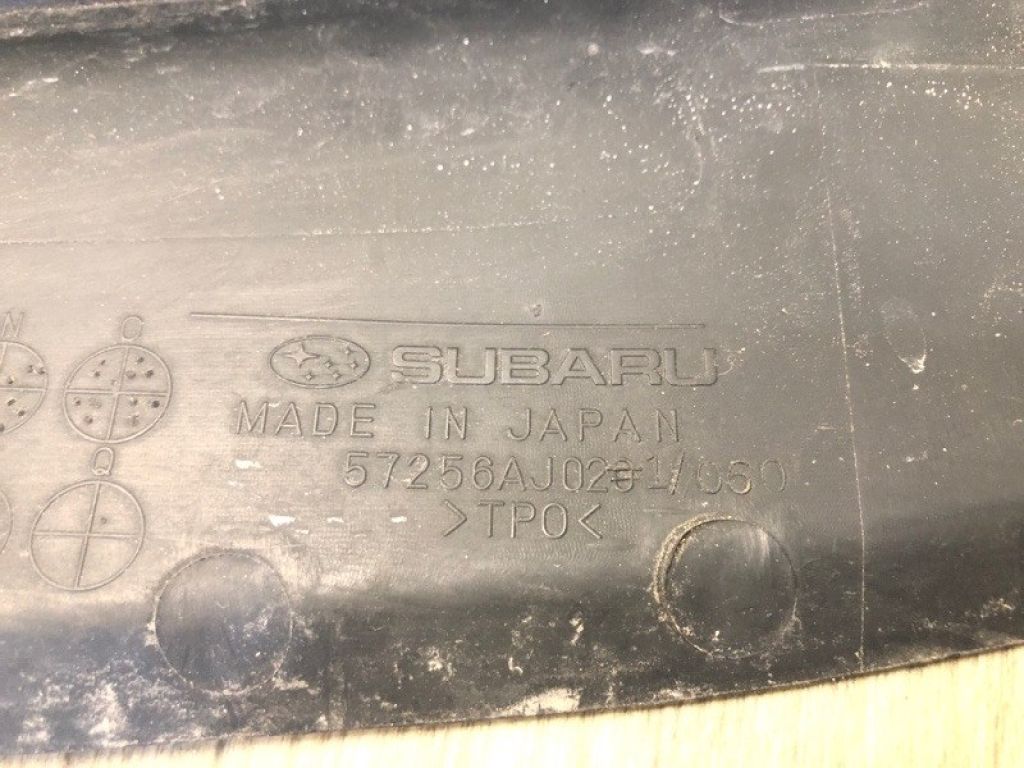 N
C
SUBARU
MADE IN JAPAN
Q
>TPO<